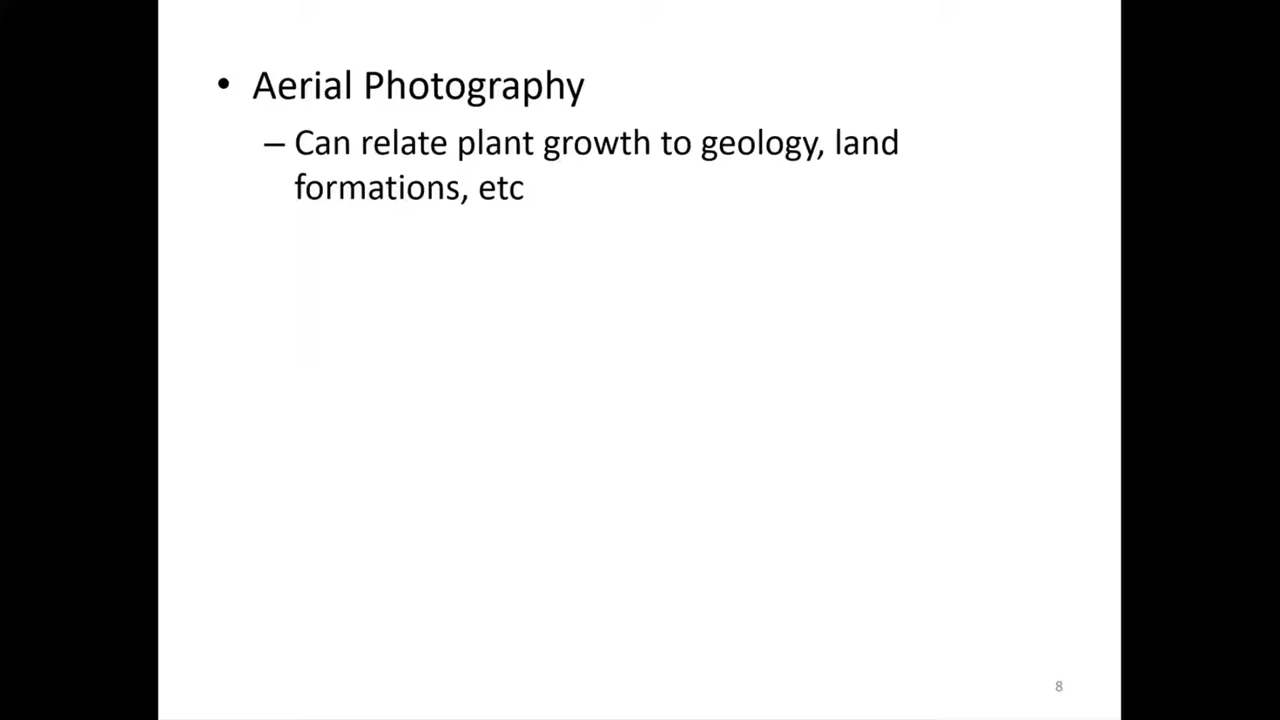 • Aerial Photography
– Can relate plant growth to geology, land
formations, etc
8